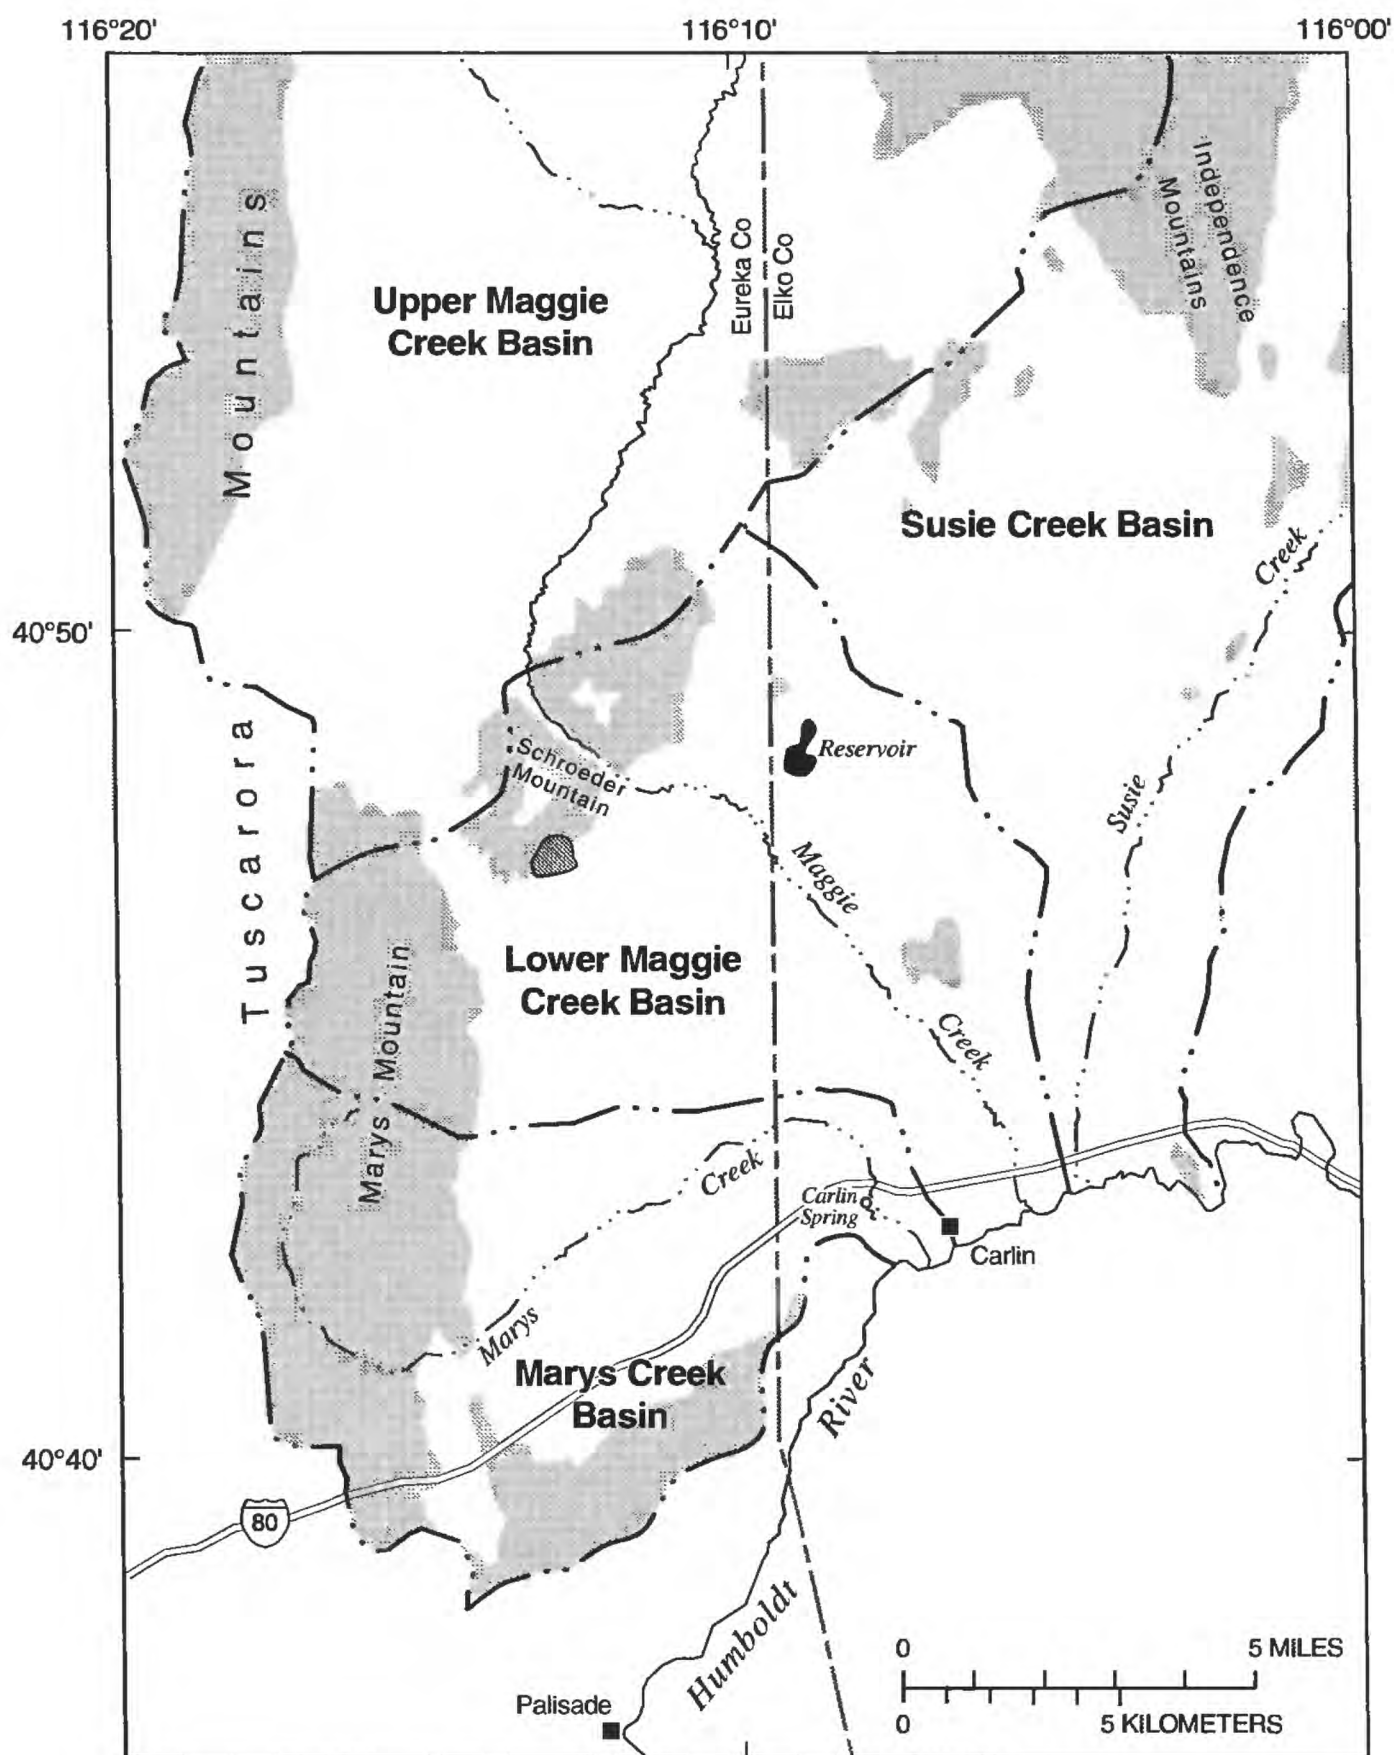 116°20'
116°10'
116°00'
Independence
Mountains
Mountains
Eureka Co
Elko Co
Upper Maggie
Creek Basin
Susie Creek Basin
Creek
40°50'
Tuscarora
Reservoir
Schroeder
Mountain
Susie
Maggie
Lower Maggie
Creek Basin
Marys Mountain
Creek
Creek
Carlin
Spring
Carlin
Marys
Marys Creek
Basin
River
40°40'
80
Humboldt
0
5 MILES
0
5 KILOMETERS
Palisade